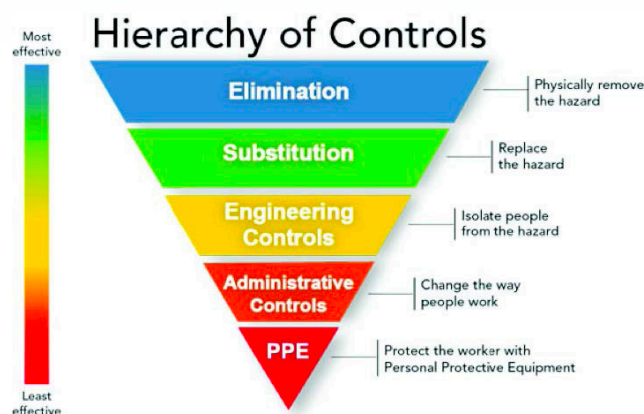 Hierarchy of Controls
Most
effective
Elimination
Physically remove
the hazard
Substitution
Replace
the hazard
Engineering
Controls
Isolate people
from the hazard
Administrative
Controls
Change the way
people work
PPE
Protect the worker with
Personal Protective Equipment
Least
effective